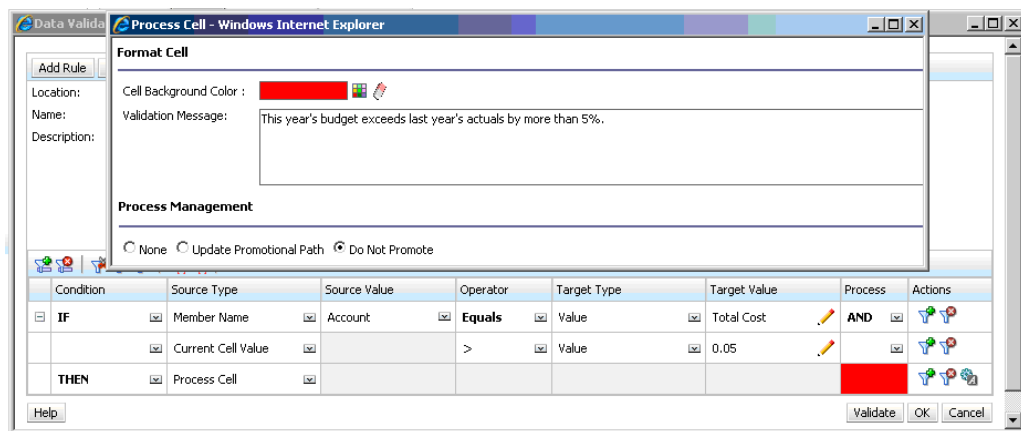 Data Valida
Process Cell - Windows Internet Explorer
Format Cell
Add Rule
Location:
Cell Background Color :
Name:
Validation Message:
This year's budget exceeds last year's actuals by more than 5%.
Description:
Process Management
None Update Promotional Path Do Not Promote
Condition Source Type Source Value Operator Target Type Target Value Process Actions
IF Member Name Account Equals Value Total Cost AND
Current Cell Value > Value 0.05
THEN Process Cell
Help Validate OK Cancel